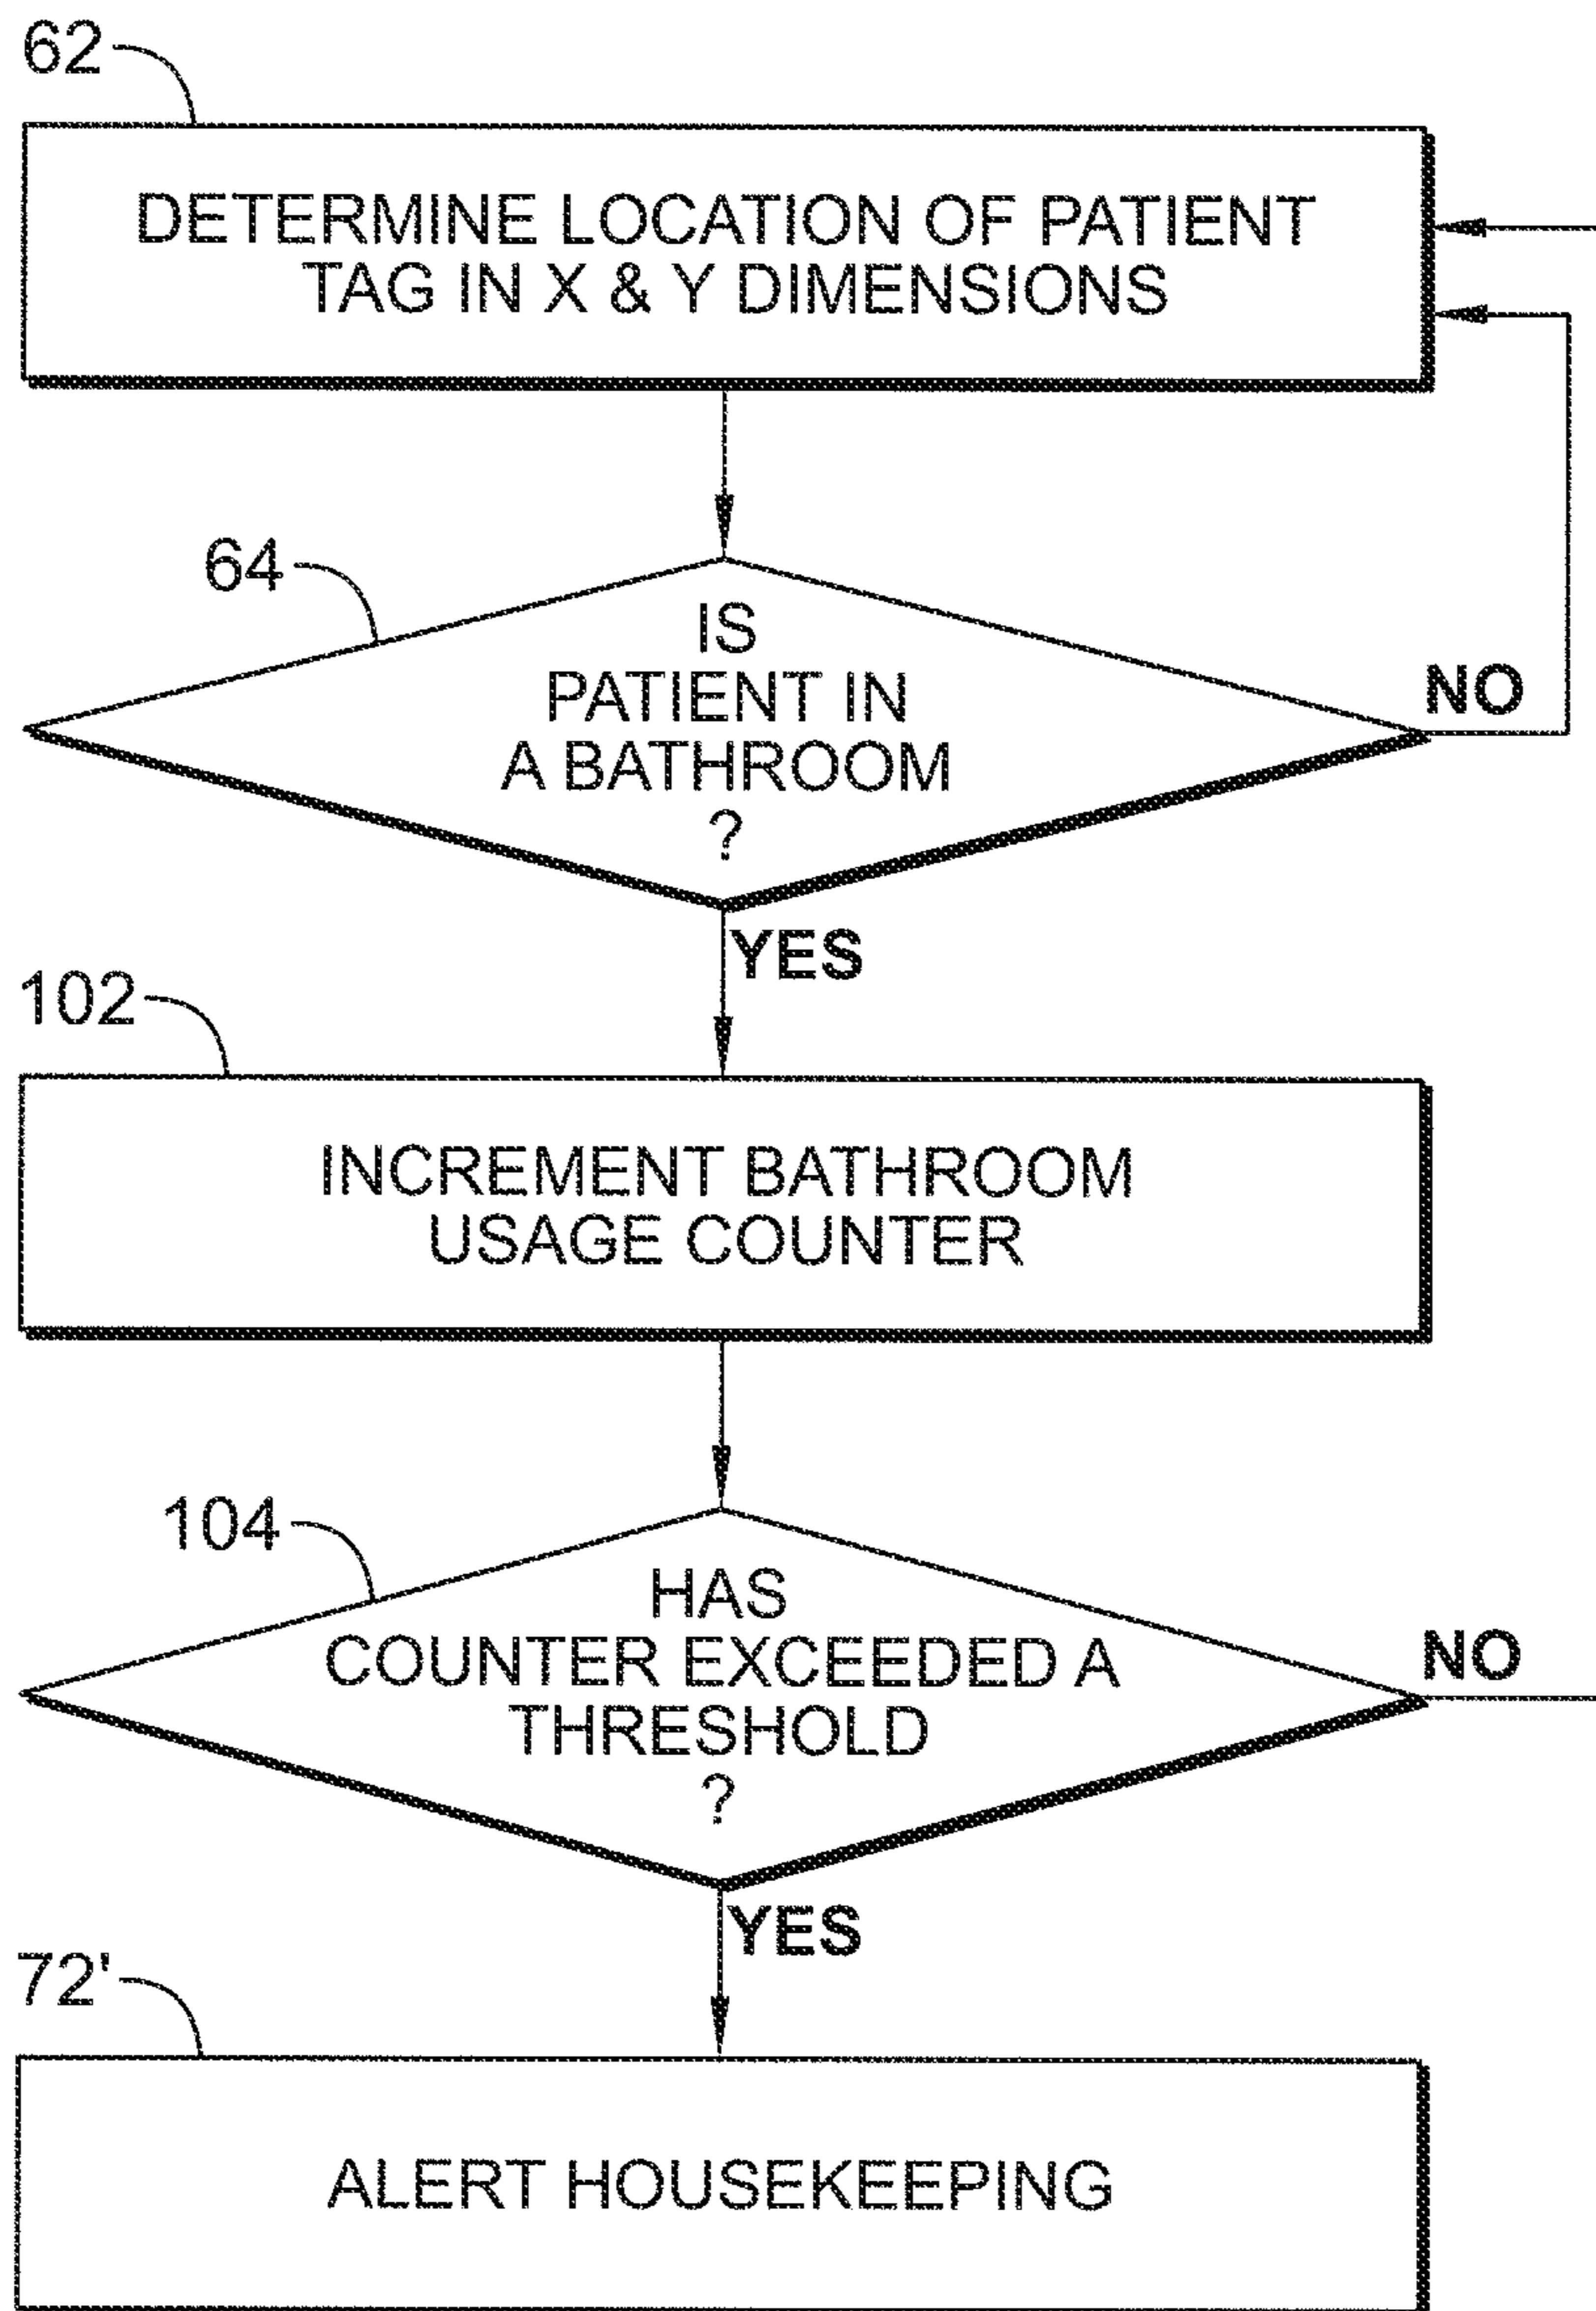 62
DETERMINE LOCATION OF PATIENT
TAG IN X & Y DIMENSIONS
64
IS
PATIENT IN
A BATHROOM
?
NO
YES
102
INCREMENT BATHROOM
USAGE COUNTER
104
HAS
COUNTER EXCEEDED A
THRESHOLD
?
NO
YES
72'
ALERT HOUSEKEEPING